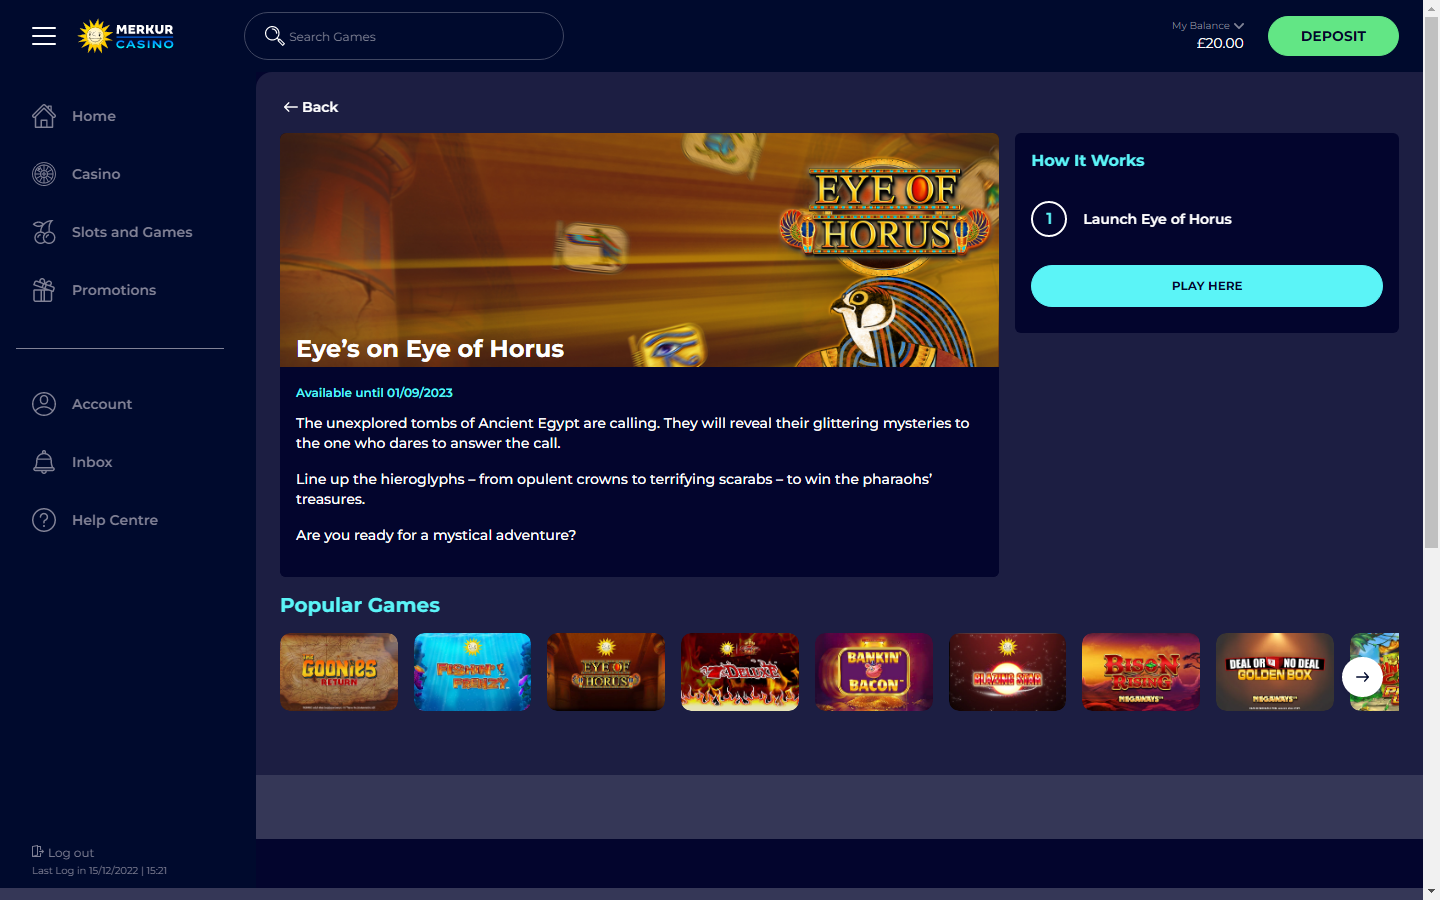 MERKUR
CASINO
Search Games
My Balance
£20.00
DEPOSIT
Home
Casino
Slots and Games
Promotions
Account
Inbox
Help Centre
Log out
Last Log in 15/12/2022 | 15:21
Back
EYE OF
HORUS
Eye’s on Eye of Horus
Available until 01/09/2023
The unexplored tombs of Ancient Egypt are calling. They will reveal their glittering mysteries to
the one who dares to answer the call.
Line up the hieroglyphs – from opulent crowns to terrifying scarabs – to win the pharaohs’
treasures.
Are you ready for a mystical adventure?
How It Works
1
Launch Eye of Horus
PLAY HERE
Popular Games
THE
GOONIES
RETURN
FISHIN' FRENZY
EYE OF
HORUS
DELUXE
BANKIN'
BACON
BLAZING STAR
BISON
RISING
MEGAWAYS
DEAL OR NO DEAL
GOLDEN BOX
MEGAWAYS